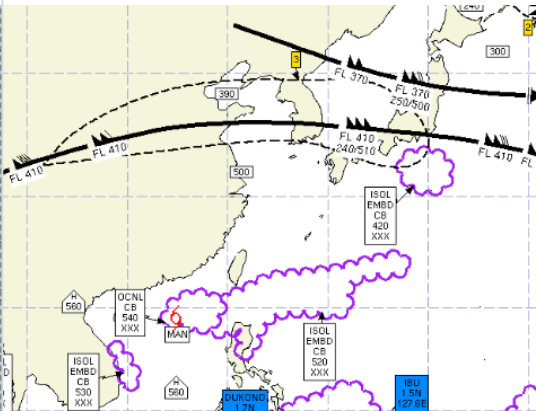 240
2
300
3
FL 370
390
FL 370
250/500
FL 410
FL 410
240/510
FL 410
FL 410
500
ISOL
EMBD
CB
420
XXX
H
560
OCNL
CB
540
XXX
MAN
ISOL
EMBD
CB
520
XXX
ISOL
EMBD
CB
530
XXX
H
560
DUKONO
1.7N
IBU
1.5N
127.6E